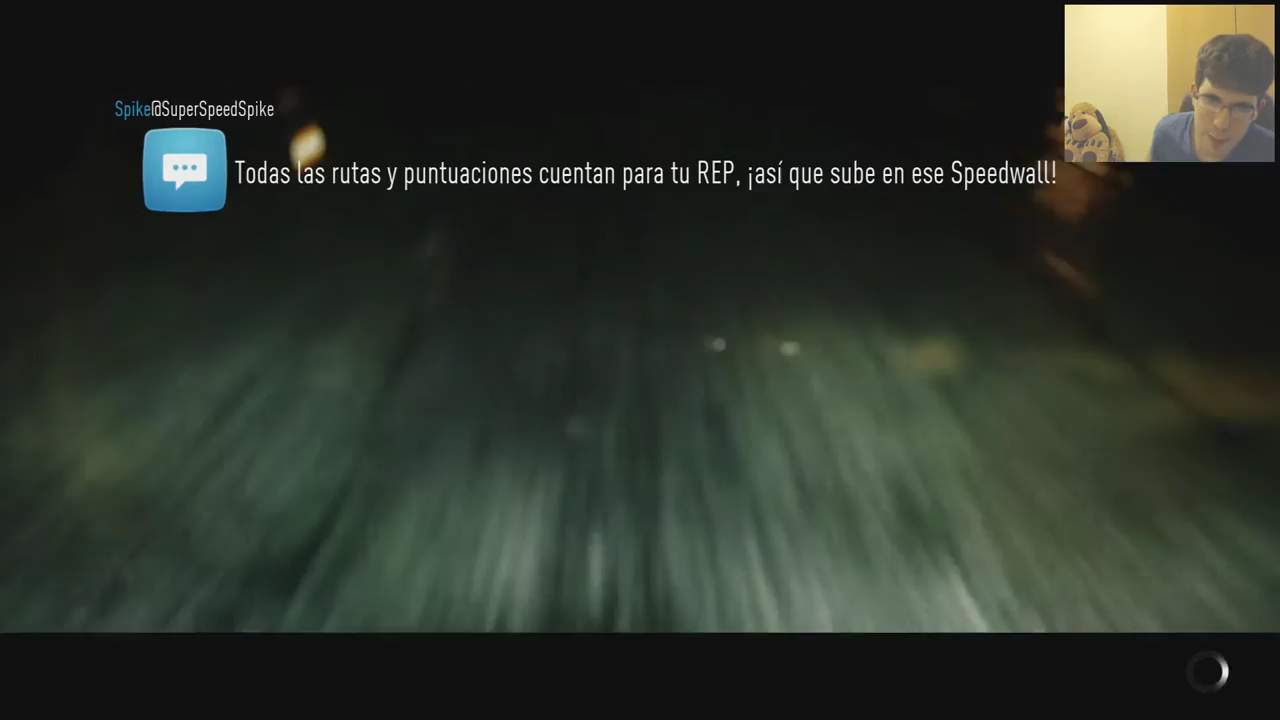 Spike@SuperSpeedSpike
Todas las rutas y puntuaciones cuentan para tu REP, ¡así que sube en ese Speedwall!